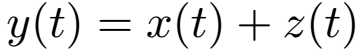 y(t) = x(t) + z(t)